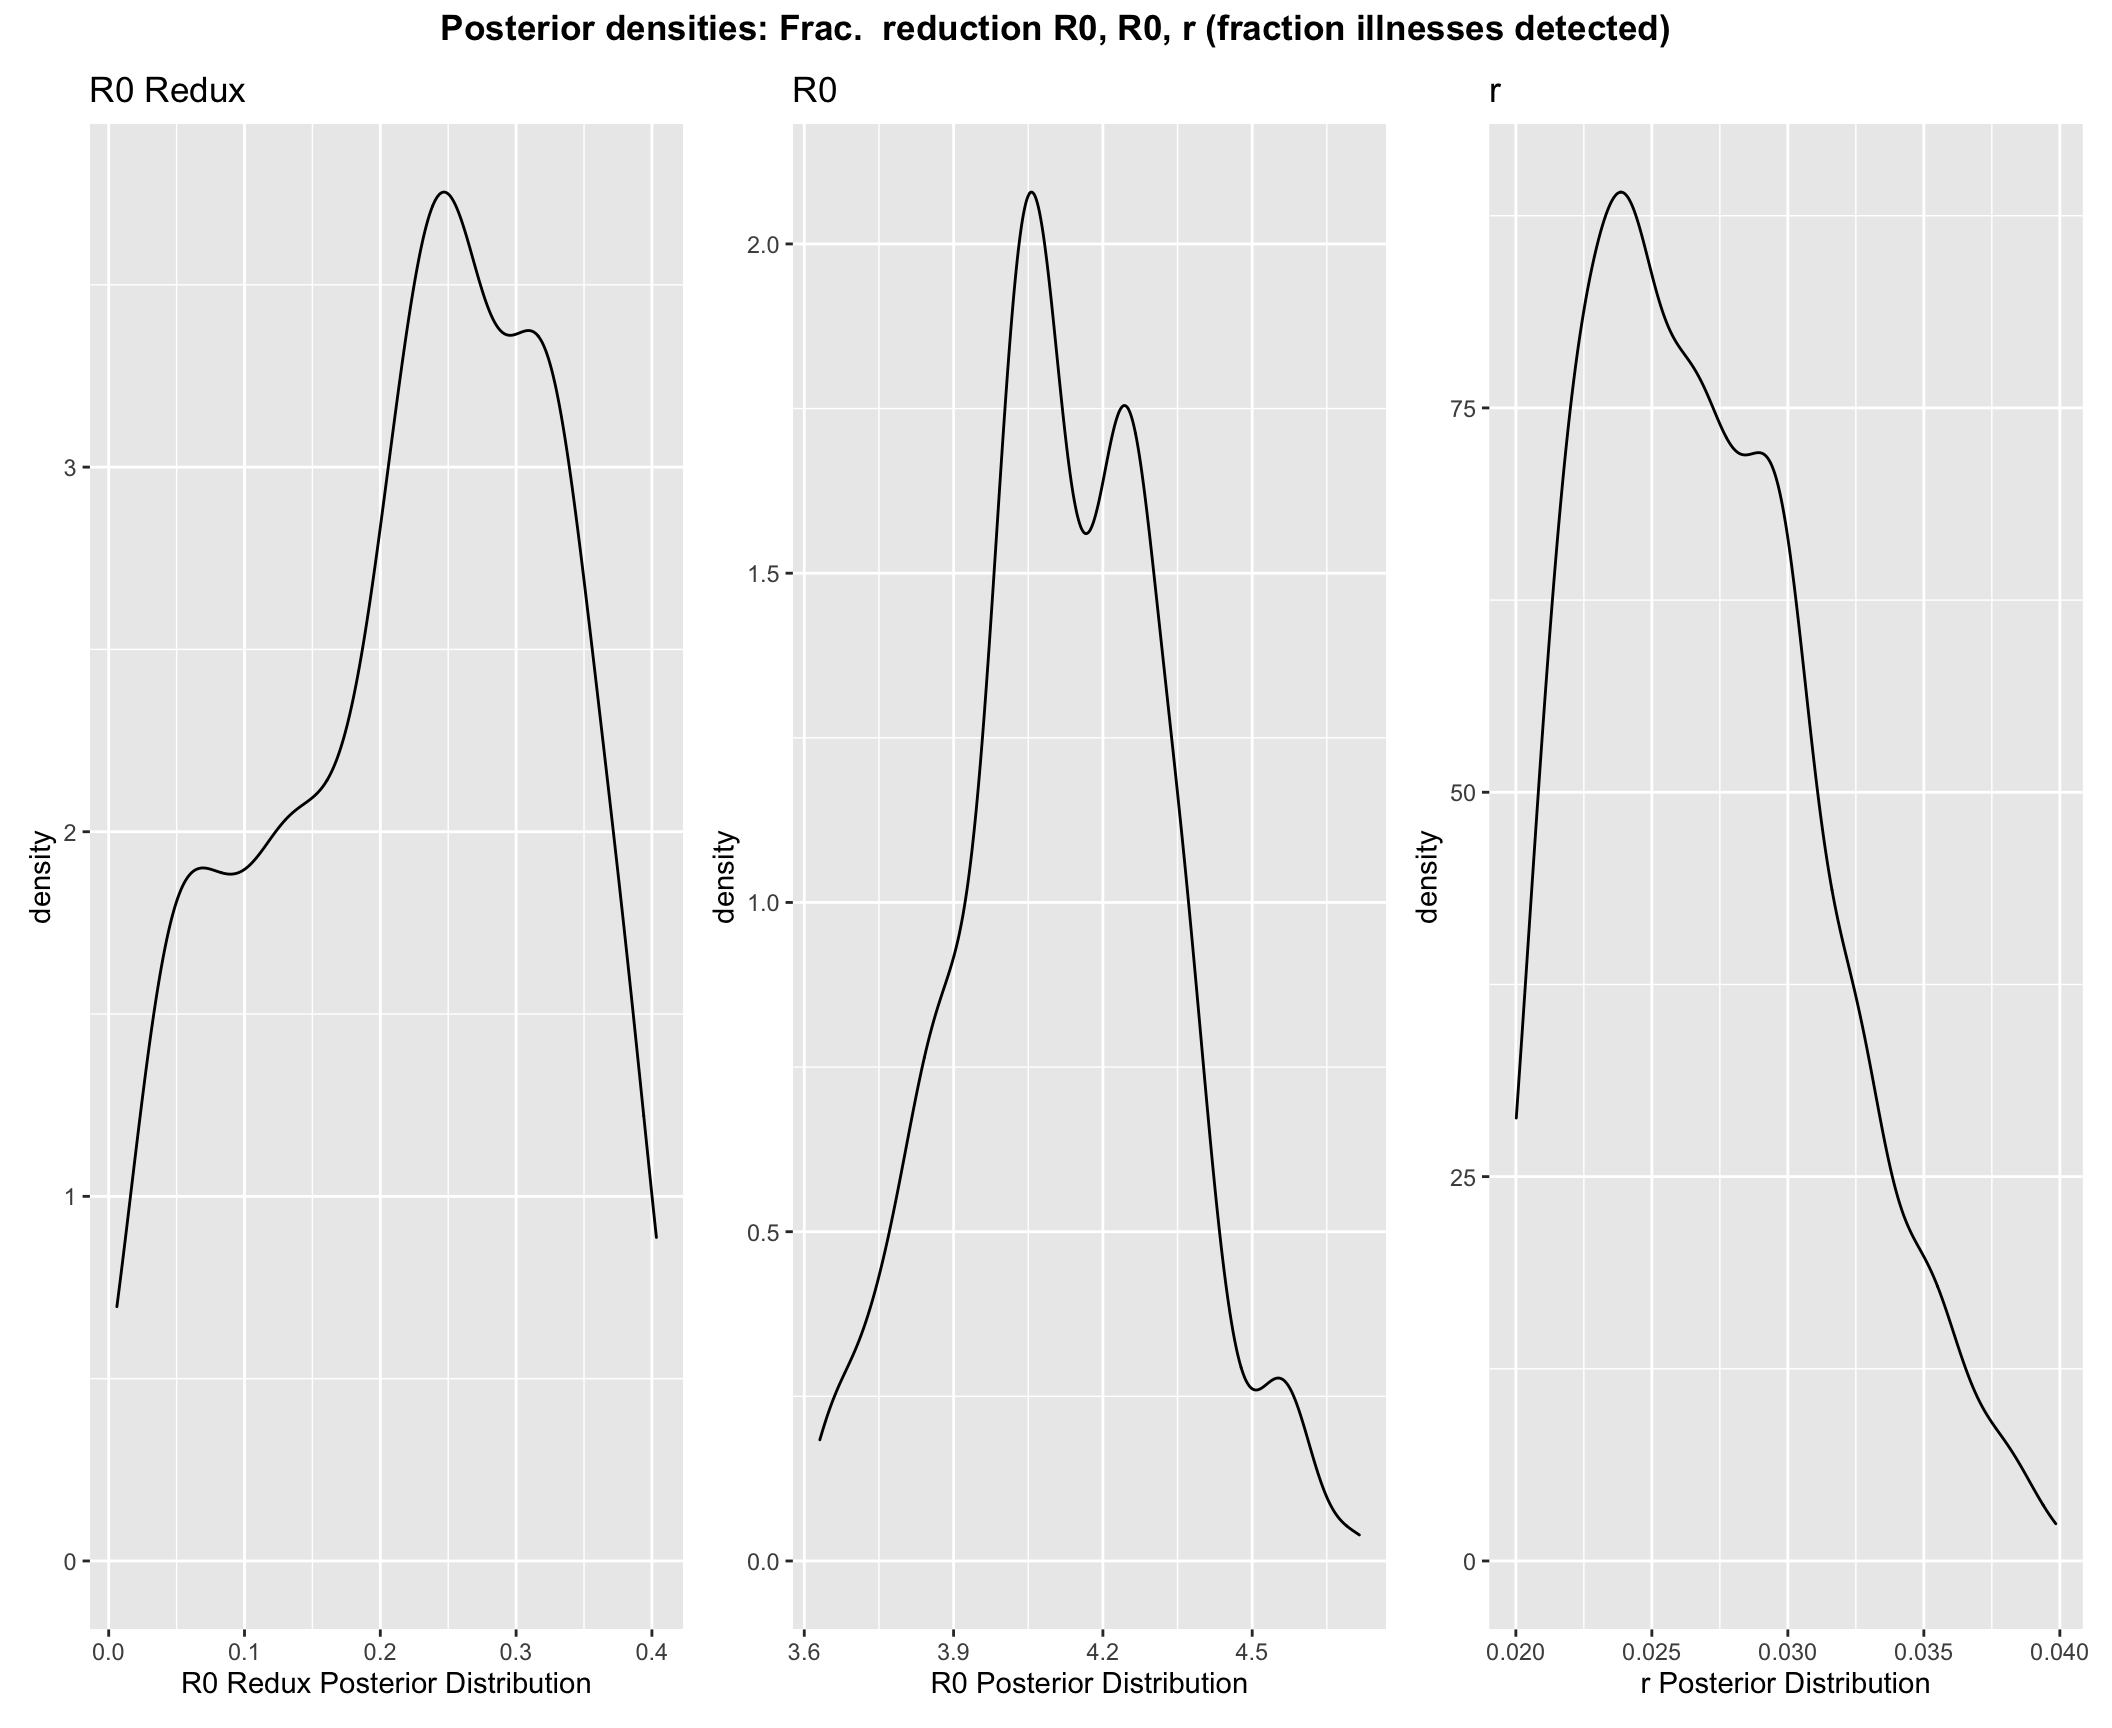 Posterior densities: Frac.  reduction R0, R0, r (fraction illnesses detected)
R0 Redux
density
3
2
1
0
0.0 0.1 0.2 0.3 0.4
R0 Redux Posterior Distribution
R0
density
2.0
1.5
1.0
0.5
0.0
3.6 3.9 4.2 4.5
R0 Posterior Distribution
r
density
75
50
25
0
0.020 0.025 0.030 0.035 0.040
r Posterior Distribution